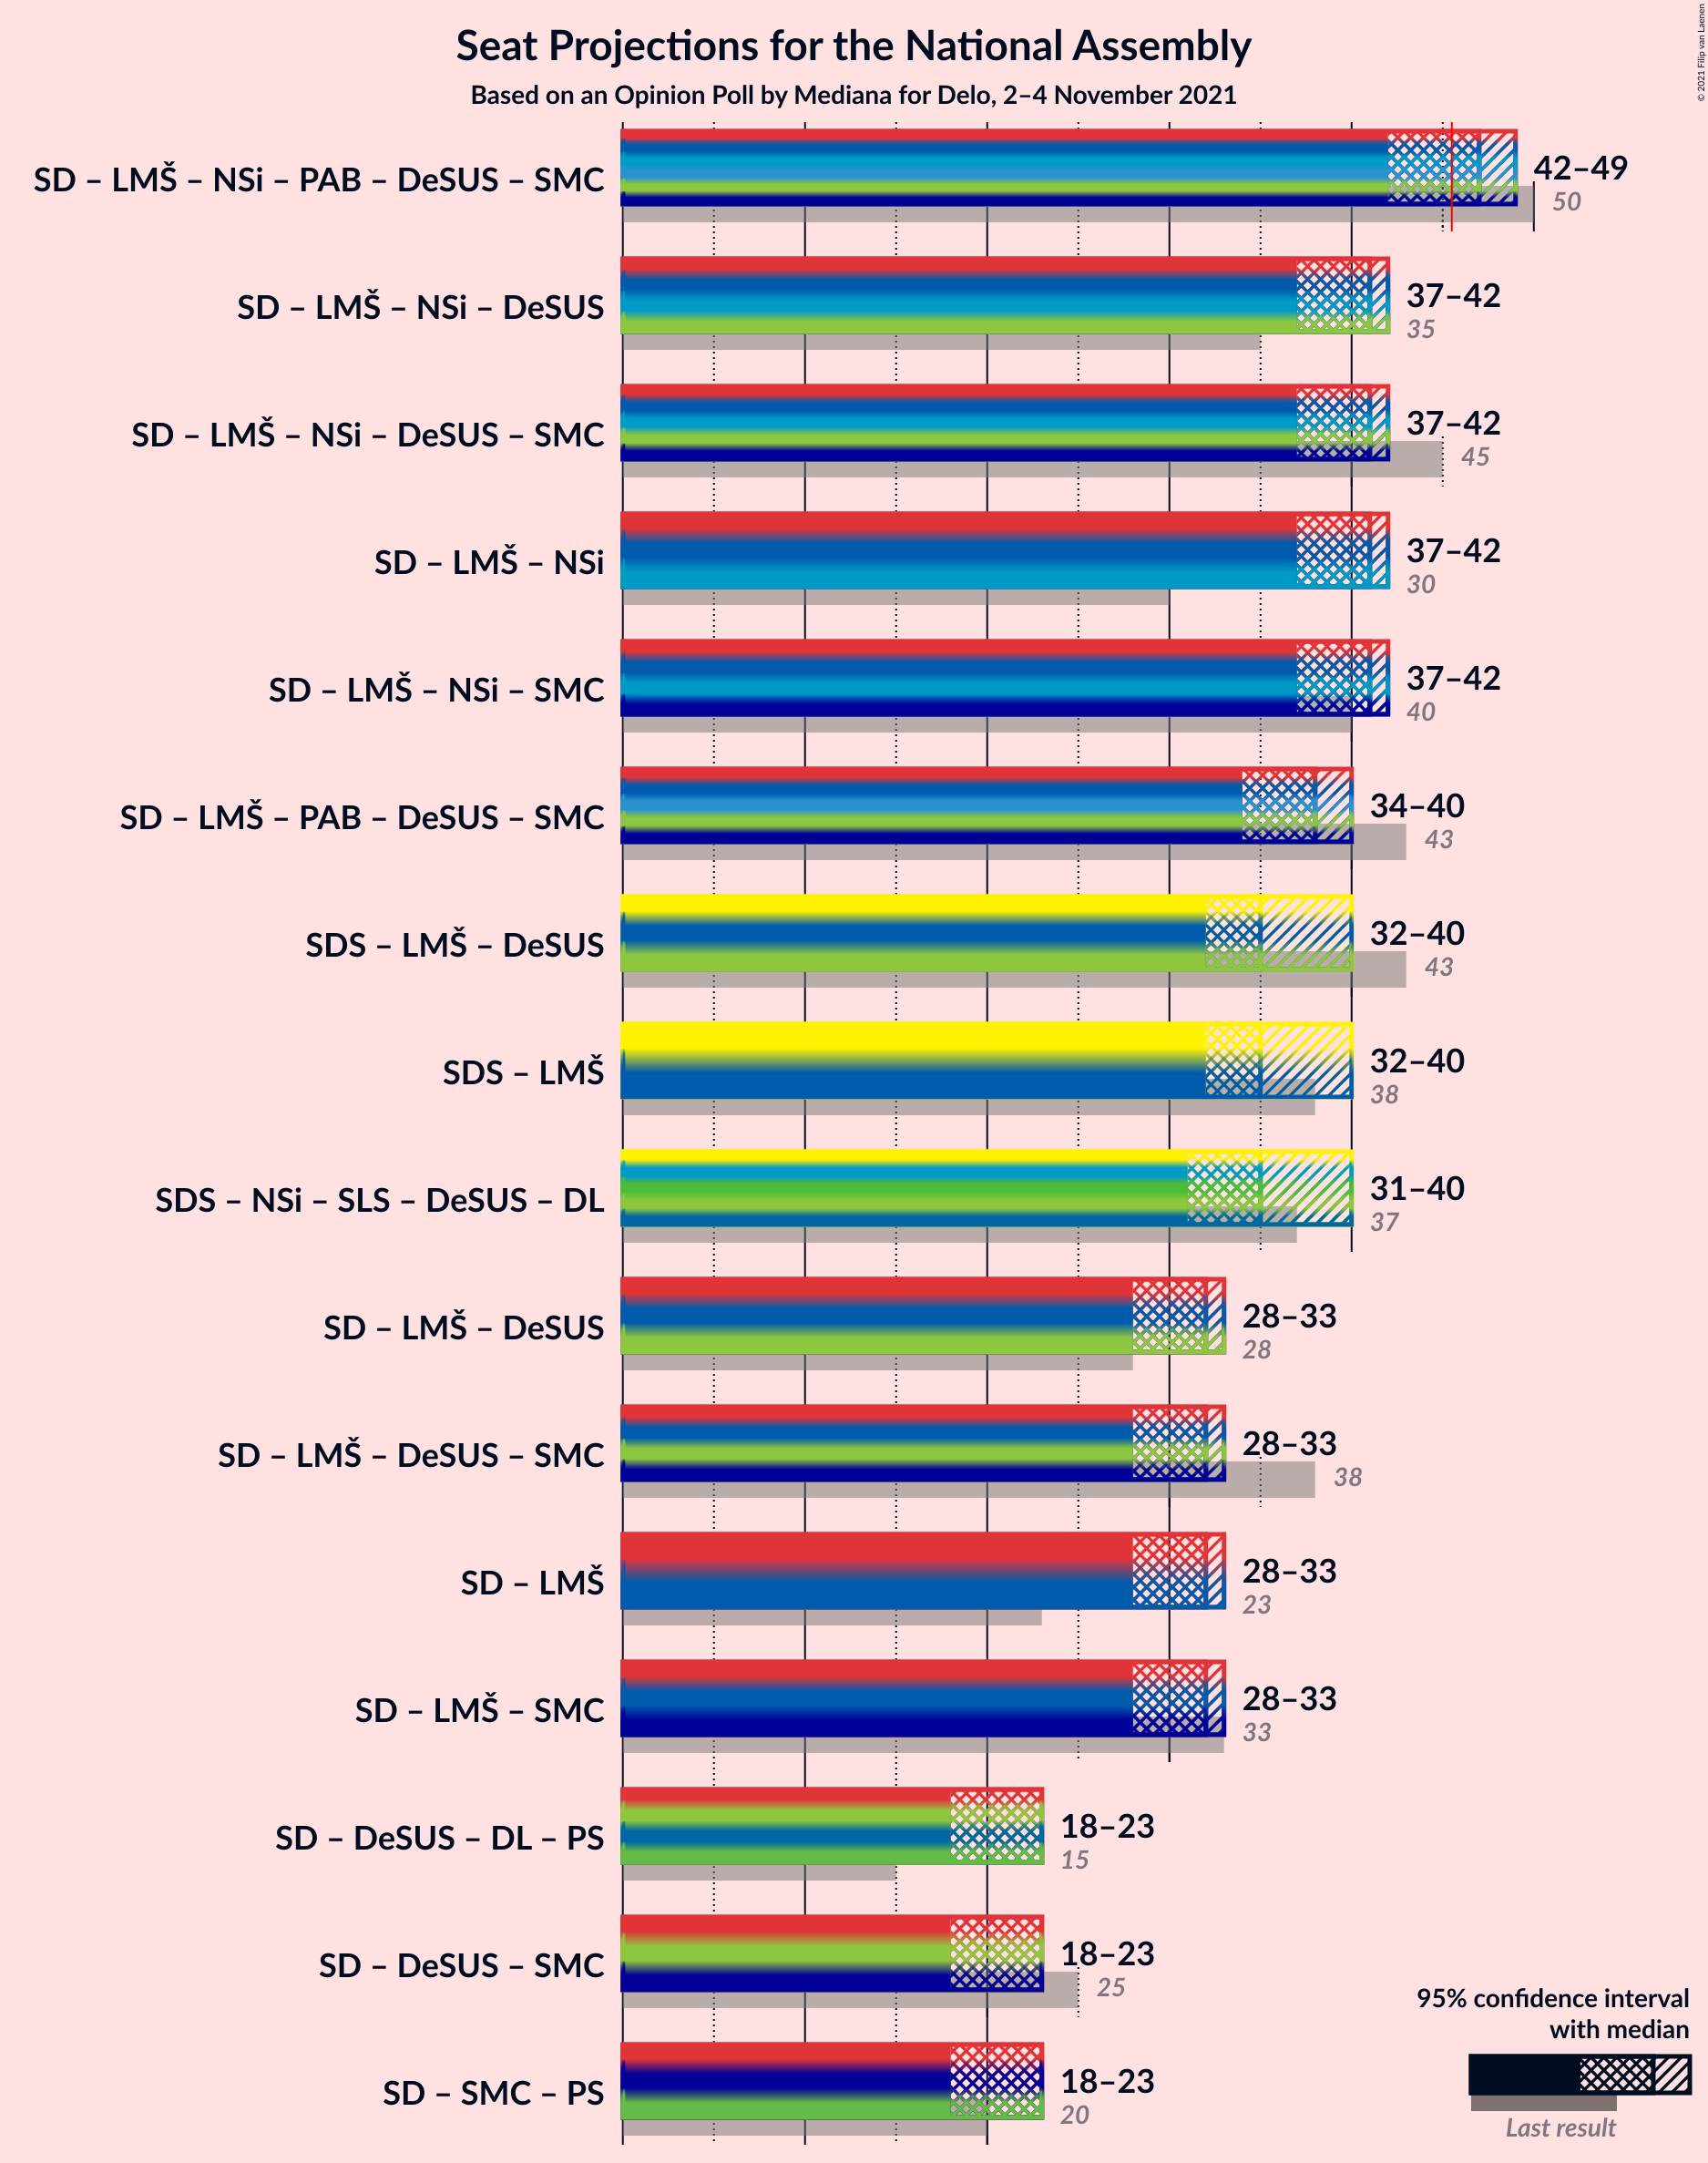 Seat Projections for the National Assembly
Based on an Opinion Poll by Mediana for Delo, 2–4 November 2021
© 2021 Filip van Laenen
SD – LMŠ – NSi – PAB – DeSUS – SMC
42–49
50
SD – LMŠ – NSi – DeSUS
37–42
35
SD – LMŠ – NSi – DeSUS – SMC
37–42
45
SD – LMŠ – NSi
37–42
30
SD – LMŠ – NSi – SMC
37–42
40
SD – LMŠ – PAB – DeSUS – SMC
34–40
43
SDS – LMŠ – DeSUS
32–40
43
SDS – LMŠ
32–40
38
SDS – NSi – SLS – DeSUS – DL
31–40
37
SD – LMŠ – DeSUS
28–33
28
SD – LMŠ – DeSUS – SMC
28–33
38
SD – LMŠ
28–33
23
SD – LMŠ – SMC
28–33
33
SD – DeSUS – DL – PS
18–23
15
SD – DeSUS – SMC
18–23
25
SD – SMC – PS
18–23
20
95% confidence interval
with median
Last result